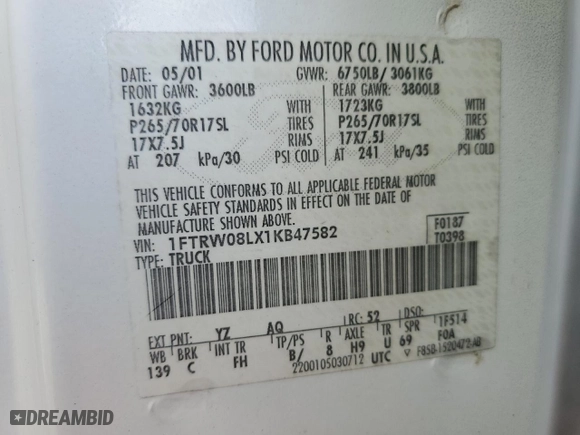 MFD. BY FORD MOTOR CO. IN U.S.A.
DATE: 05/01 GVWR: 6750LB/ 3061KG
FRONT GAWR: 3600LB REAR GAWR: 3800LB
1632KG WITH 1723KG WITH
P265/70R17SL TIRES P265/70R17SL TIRES
17X7.5J RIMS 17X7.5J RIMS
AT 207 kPa/30 PSI COLD AT 241 kPa/35 PSI COLD
THIS VEHICLE CONFORMS TO ALL APPLICABLE FEDERAL MOTOR
VEHICLE SAFETY STANDARDS IN EFFECT ON THE DATE OF
MANUFACTURE SHOWN ABOVE.
VIN: 1FTRW08LX1KB47582 F0187
TYPE: TRUCK T0398
EXT PNT: YZ AQ RC: 52 DSO:
WB BRK INT TR TP/PS R AXLE TR SPR 1F514
139 C FH B/ 8 H9 U 69 F0A
2200105030712 UTC F85B-1520472-AB
DREAMBID